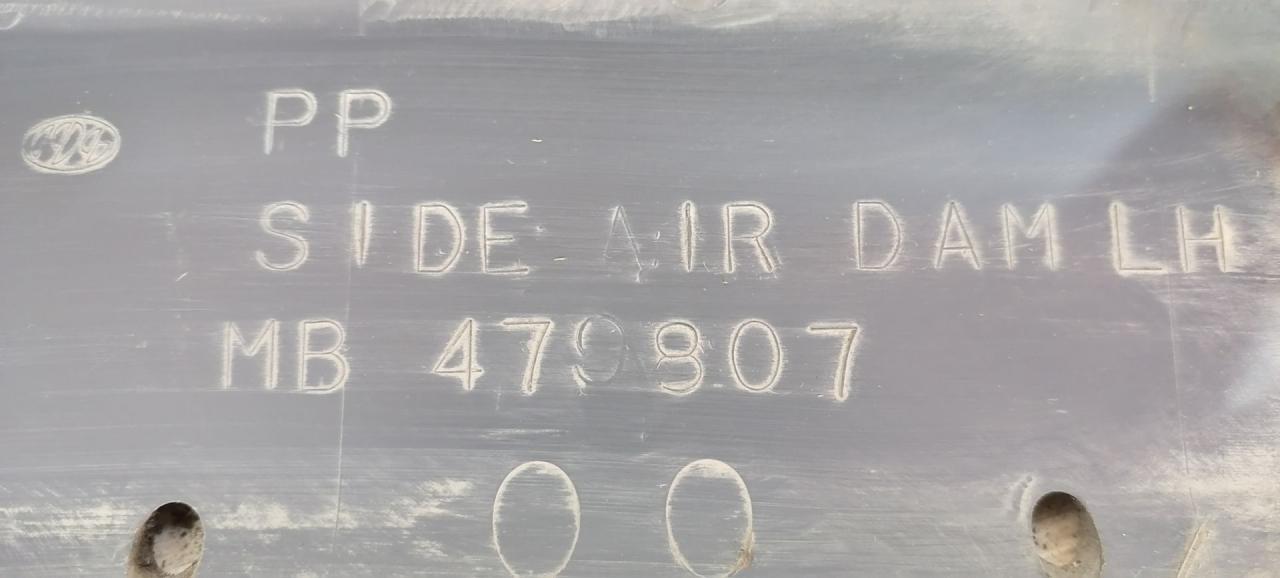 PP
SIDE AIR DAM LH
MB 479807